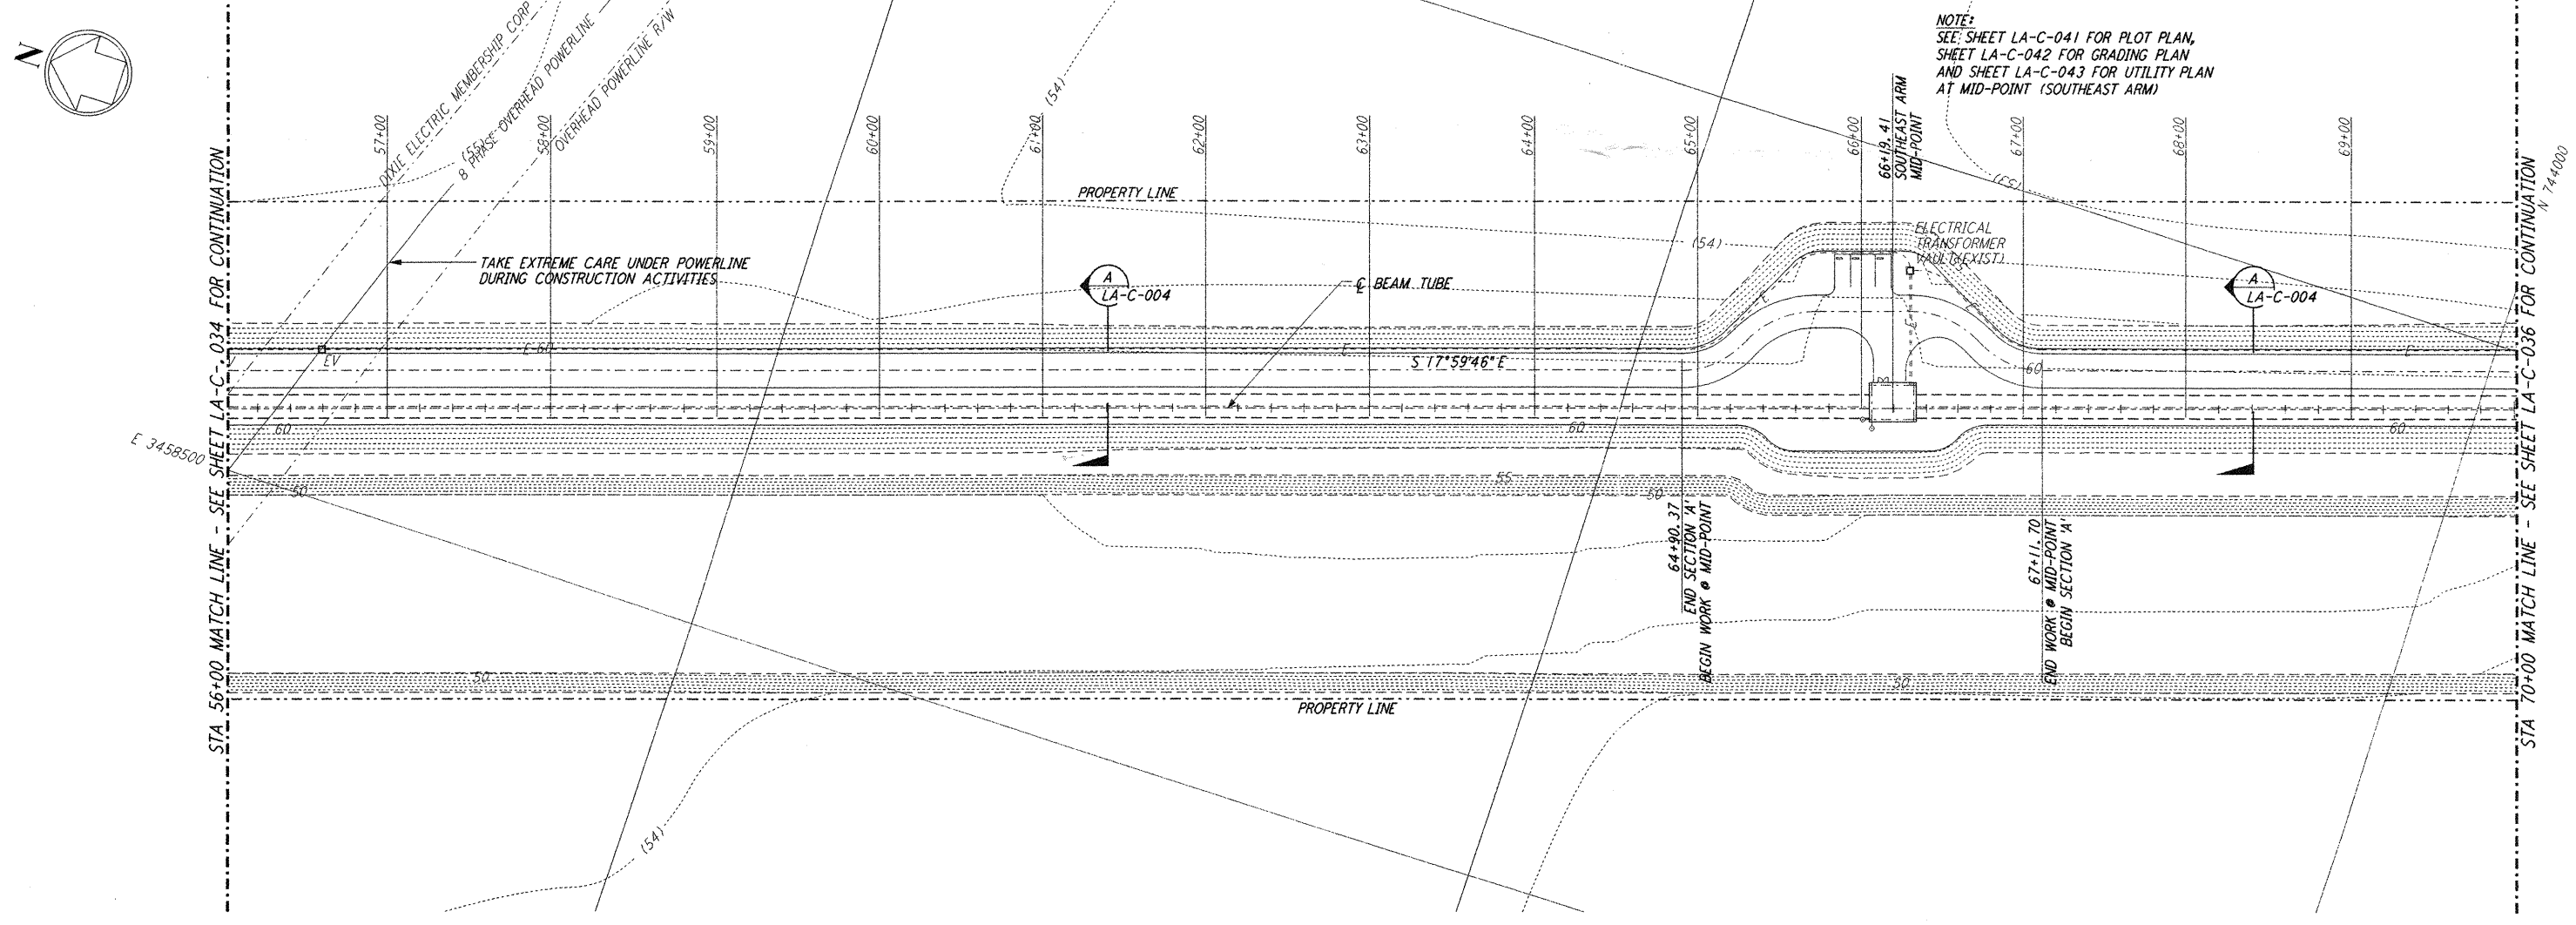 N
DIXIE ELECTRIC MEMBERSHIP CORP
8 PHASE OVERHEAD POWERLINE
OVERHEAD POWERLINE R/W
(55)
NOTE:
SEE SHEET LA-C-041 FOR PLOT PLAN,
SHEET LA-C-042 FOR GRADING PLAN
AND SHEET LA-C-043 FOR UTILITY PLAN
AT MID-POINT (SOUTHEAST ARM)
(54)
57+00
58+00
59+00
60+00
61+00
62+00
63+00
64+00
65+00
66+00
66+19.41
SOUTHEAST ARM
MID-POINT
67+00
68+00
69+00
N 744000
(53)
PROPERTY LINE
STA 56+00 MATCH LINE - SEE SHEET LA-C-.034 FOR CONTINUATION
STA 70+00 MATCH LINE - SEE SHEET LA-C-036 FOR CONTINUATION
(54)
ELECTRICAL
TRANSFORMER
VAULT(EXIST)
TAKE EXTREME CARE UNDER POWERLINE
DURING CONSTRUCTION ACTIVITIES
A
LA-C-004
℄ BEAM TUBE
A
LA-C-004
EV
E-60
E
S 17°59'46" E
E
60
E
E 3458500
60
60
60
50
55
50
64+90.37
END SECTION 'A'
BEGIN WORK @ MID-POINT
67+11.70
END WORK @ MID-POINT
BEGIN SECTION 'A'
50
50
PROPERTY LINE
(54)